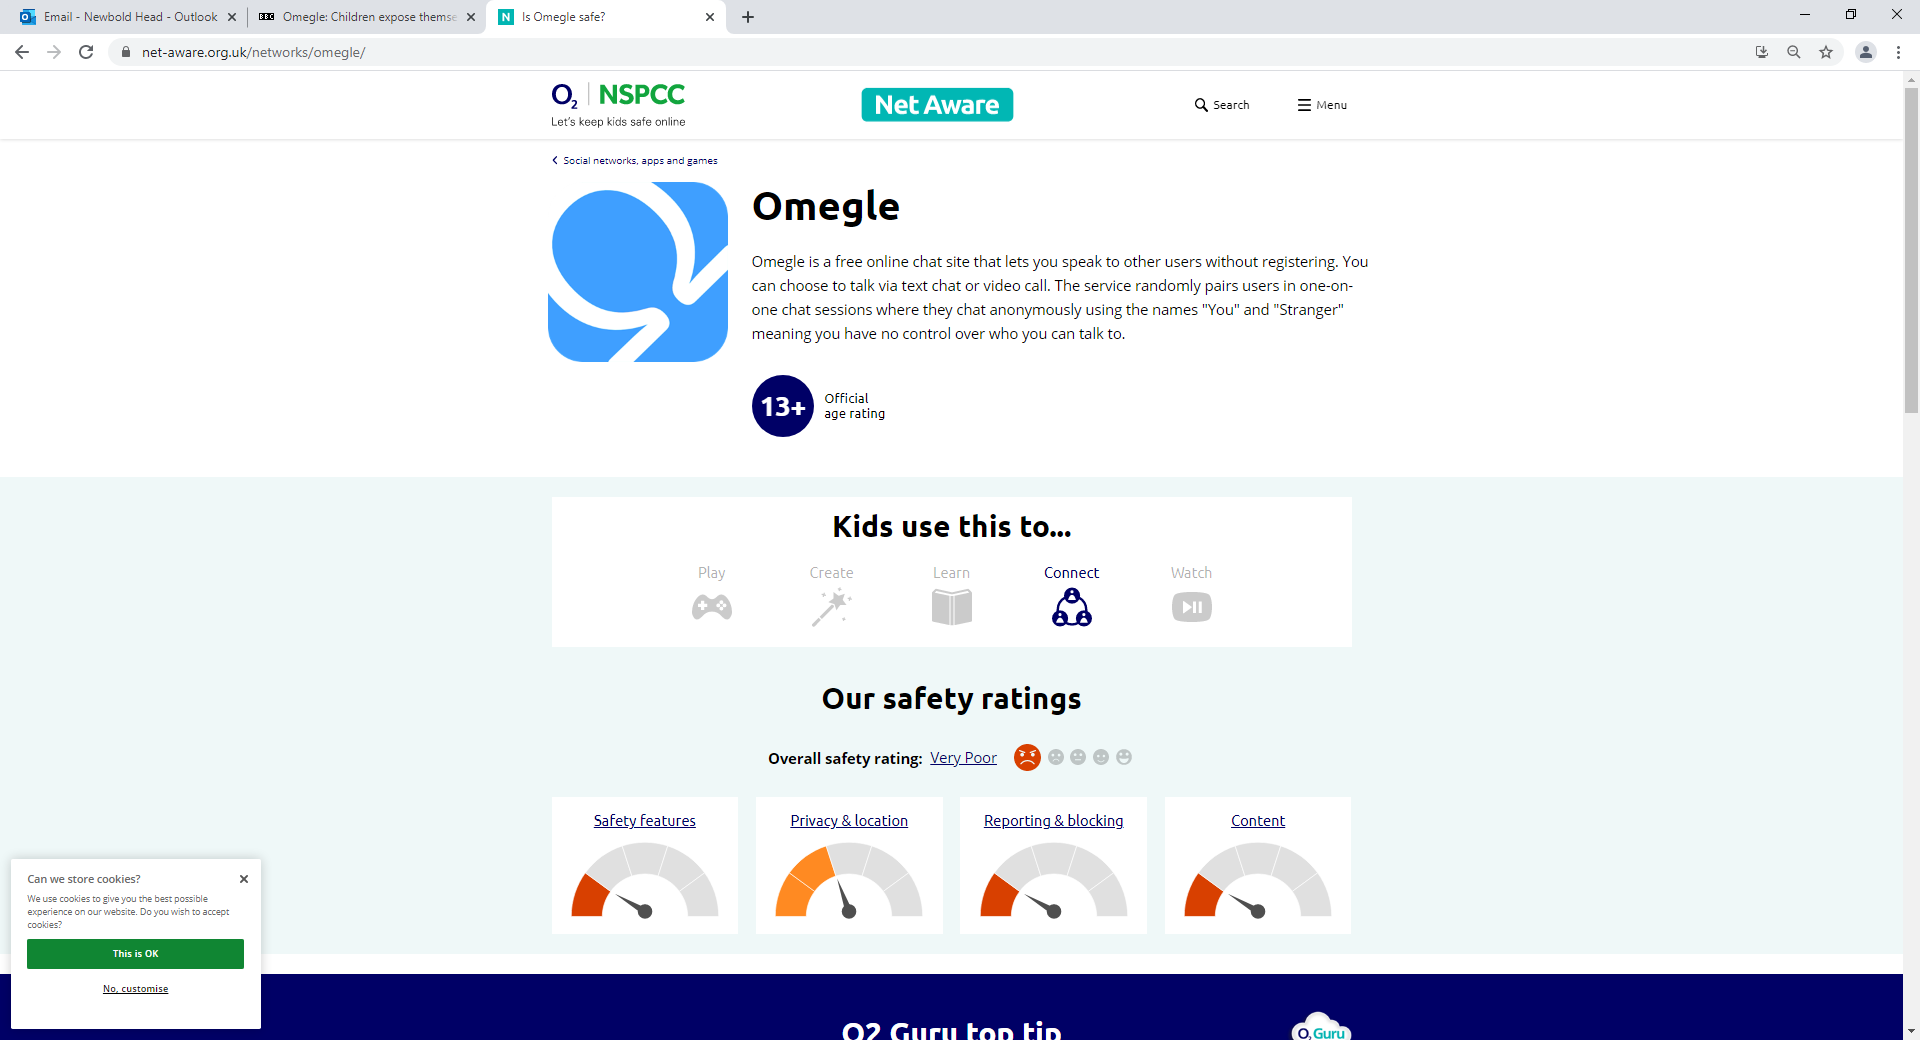 Email - Newbold Head - Outlook
BBC
Omegle: Children expose themse
N
Is Omegle safe?
net-aware.org.uk/networks/omegle/
O2 NSPCC
Let's keep kids safe online
Net Aware
Search
Menu
Social networks, apps and games
Omegle
Omegle is a free online chat site that lets you speak to other users without registering. You
can choose to talk via text chat or video call. The service randomly pairs users in one-on-
one chat sessions where they chat anonymously using the names "You" and "Stranger"
meaning you have no control over who you can talk to.
13+
Official
age rating
Kids use this to...
Play
Create
Learn
Connect
Watch
Our safety ratings
Overall safety rating: Very Poor
Safety features
Privacy & location
Reporting & blocking
Content
Can we store cookies?
We use cookies to give you the best possible
experience on our website. Do you wish to accept
cookies?
This is OK
No, customise
O2 Guru top tip
O2 Guru